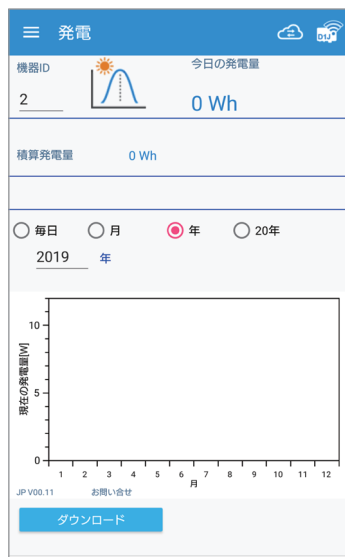 発電
D1J
機器ID
今日の発電量
2
0 Wh
積算発電量 0 Wh
毎日 月 年 20年
2019 年
現在の発電量[W]
10
5
0
1 2 3 4 5 6 7 8 9 10 11 12
月
JP V00.11 お問い合せ
ダウンロード